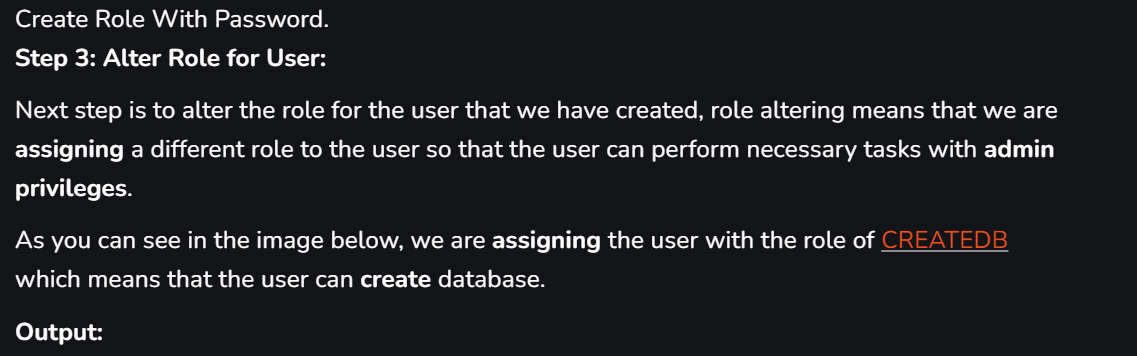 Create Role With Password.
Step 3: Alter Role for User:
Next step is to alter the role for the user that we have created, role altering means that we are
assigning a different role to the user so that the user can perform necessary tasks with admin
privileges.
As you can see in the image below, we are assigning the user with the role of CREATEDB
which means that the user can create database.
Output: